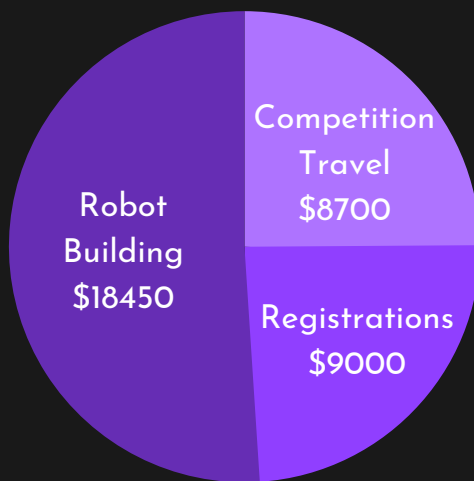 Competition
Travel
$8700
Robot
Building
$18450
Registrations
$9000